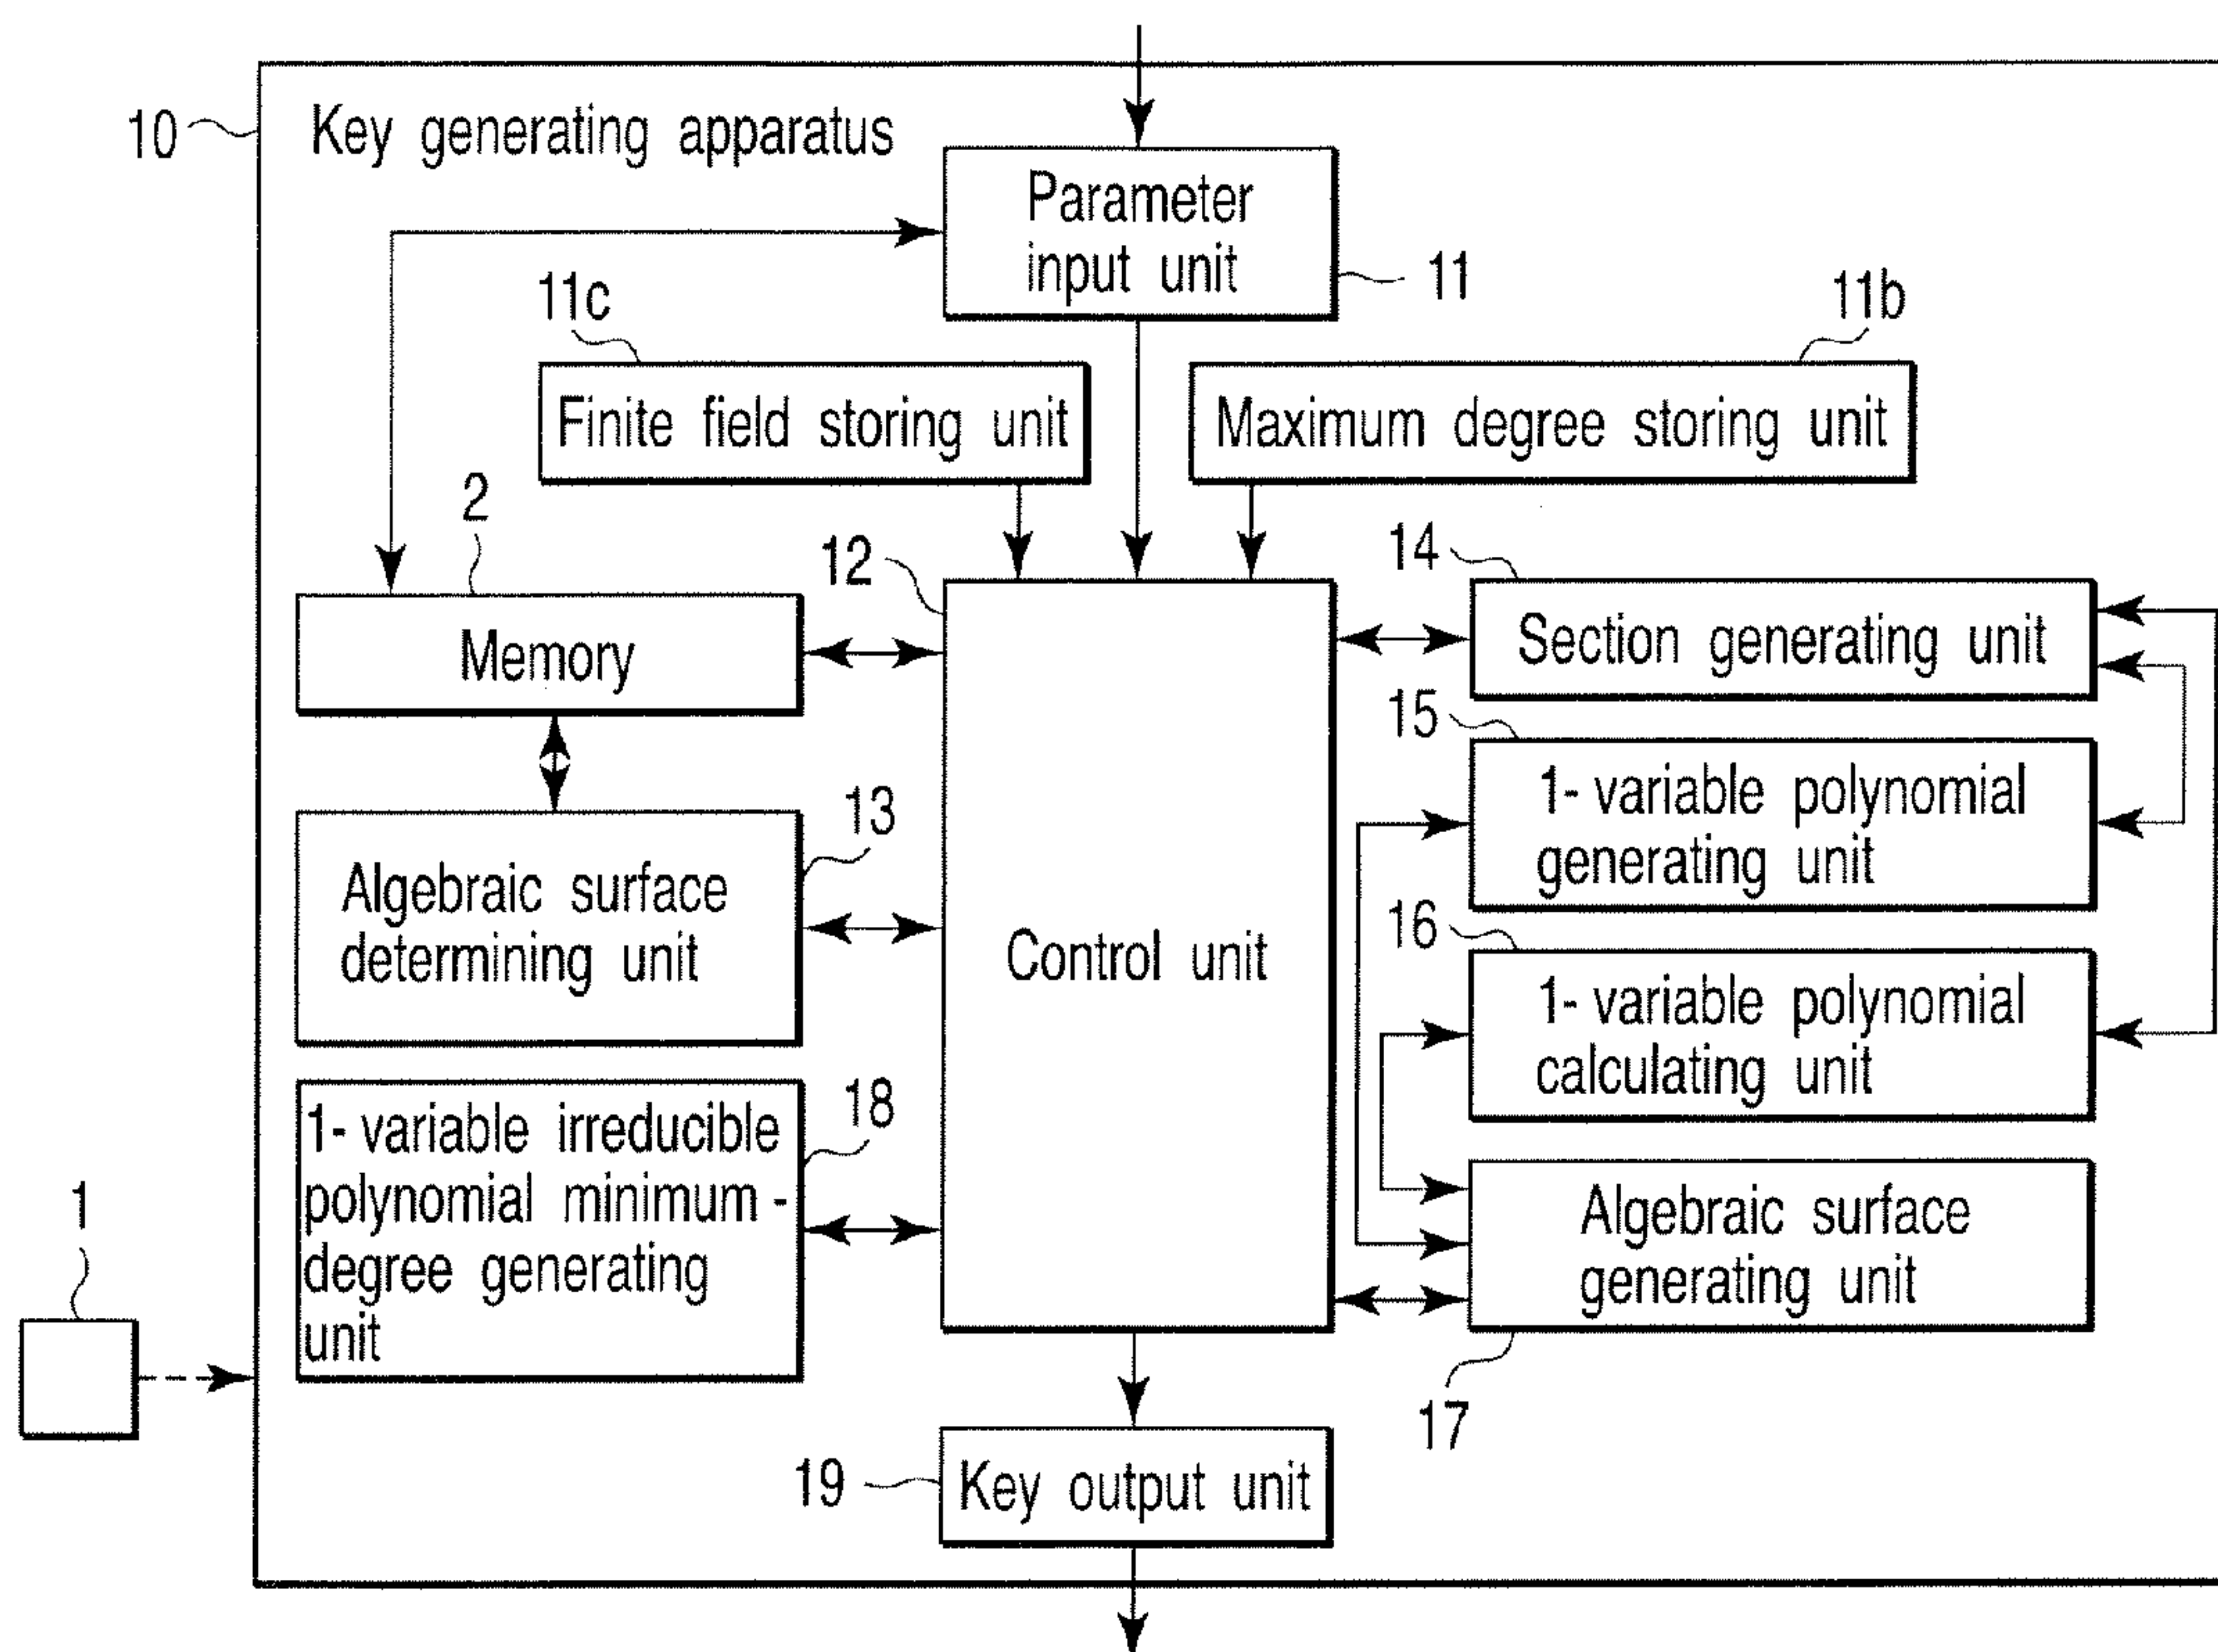 10
Key generating apparatus
Parameter
input unit
11
11c
11b
Finite field storing unit
Maximum degree storing unit
2
12
14
Memory
Section generating unit
15
13
1- variable polynomial
generating unit
Algebraic surface
determining unit
16
Control unit
1- variable polynomial
calculating unit
18
1- variable irreducible
polynomial minimum -
degree generating
unit
1
Algebraic surface
generating unit
17
19
Key output unit